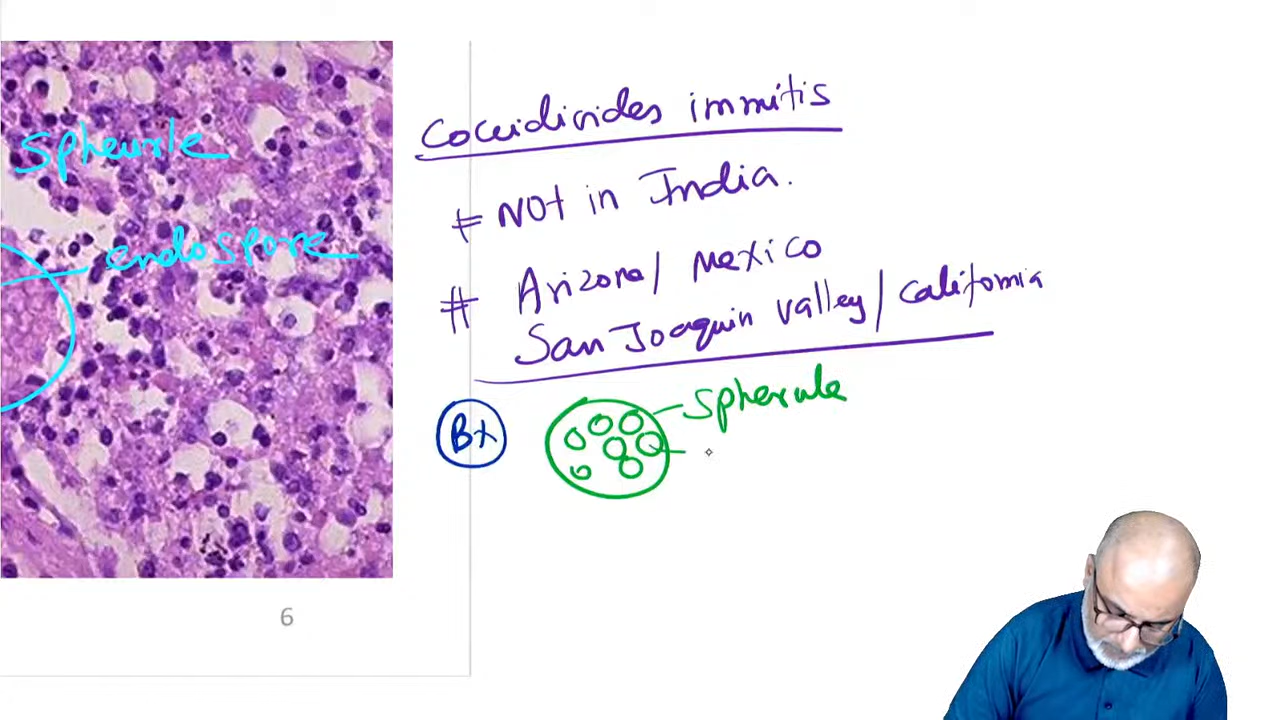 Spherule
endospore
Coccidioides immitis
# NOt in India.
# Arizona/ Mexico
San Joaquin valley/ California
Bx
Spherule
6